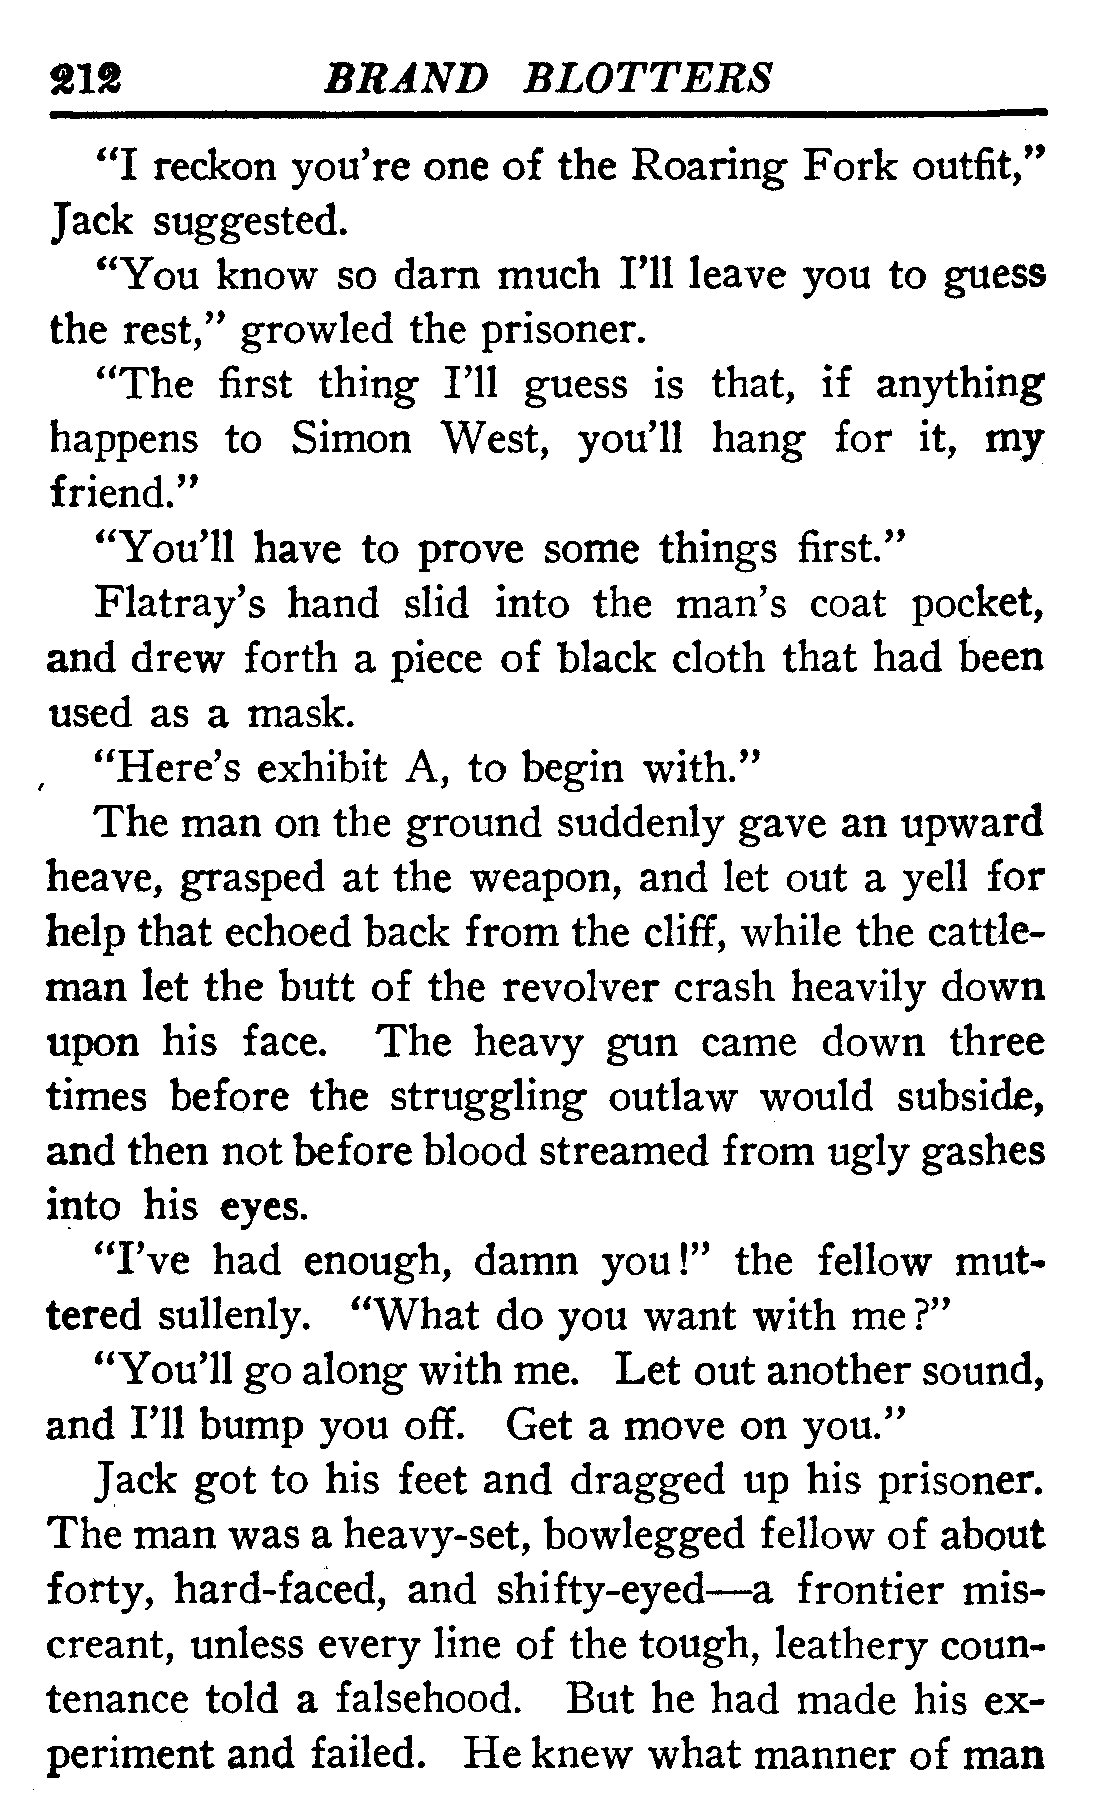 212 BRAND BLOTTERS
"I reckon you're one of the Roaring Fork outfit,"
Jack suggested.
"You know so darn much I'll leave you to guess
the rest," growled the prisoner.
"The first thing I'll guess is that, if anything
happens to Simon West, you'll hang for it, my
friend."
"You'll have to prove some things first."
Flatray's hand slid into the man's coat pocket,
and drew forth a piece of black cloth that had been
used as a mask.
"Here's exhibit A, to begin with."
The man on the ground suddenly gave an upward
heave, grasped at the weapon, and let out a yell for
help that echoed back from the cliff, while the cattle-
man let the butt of the revolver crash heavily down
upon his face. The heavy gun came down three
times before the struggling outlaw would subside,
and then not before blood streamed from ugly gashes
into his eyes.
"I've had enough, damn you!" the fellow mut-
tered sullenly. "What do you want with me?"
"You'll go along with me. Let out another sound,
and I'll bump you off. Get a move on you."
Jack got to his feet and dragged up his prisoner.
The man was a heavy-set, bowlegged fellow of about
forty, hard-faced, and shifty-eyed—a frontier mis-
creant, unless every line of the tough, leathery coun-
tenance told a falsehood. But he had made his ex-
periment and failed. He knew what manner of man